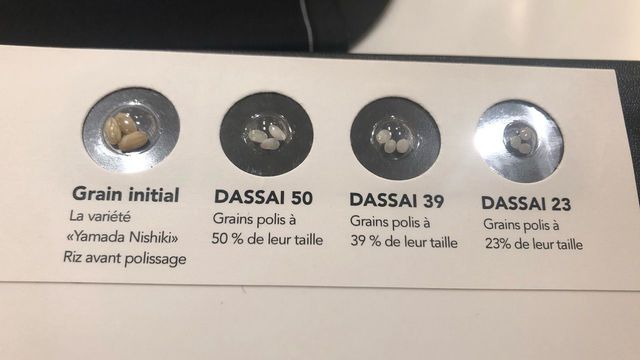 Grain initial
La variété
«Yamada Nishiki»
Riz avant polissage
DASSAI 50
Grains polis à
50 % de leur taille
DASSAI 39
Grains polis à
39 % de leur taille
DASSAI 23
Grains polis à
23% de leur taille